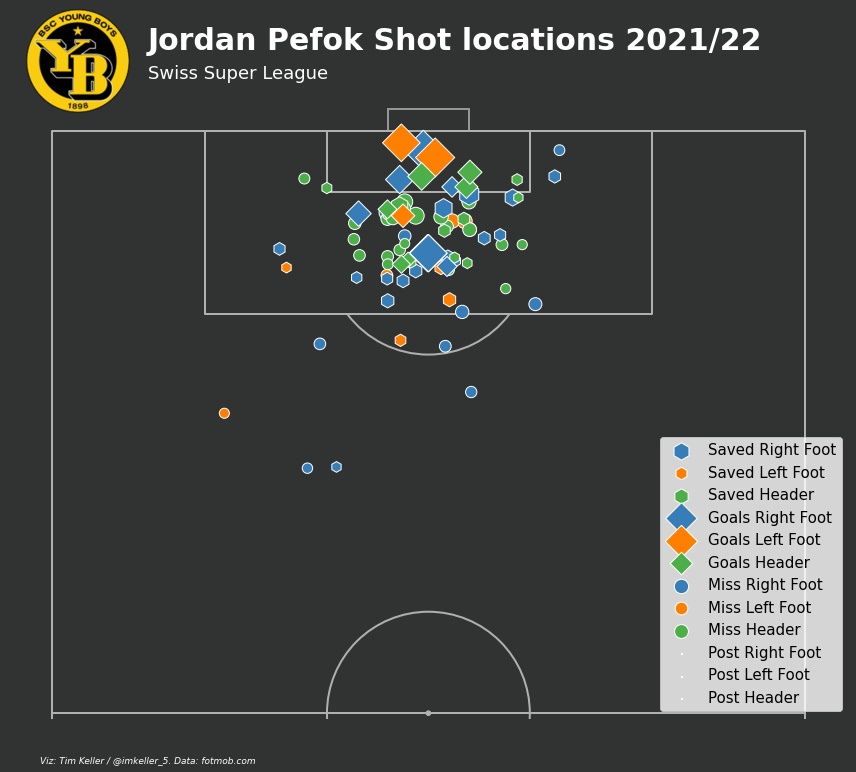 BSC YOUNG BOYS
YB
1898
Jordan Pefok Shot locations 2021/22
Swiss Super League
Saved Right Foot
Saved Left Foot
Saved Header
Goals Right Foot
Goals Left Foot
Goals Header
Miss Right Foot
Miss Left Foot
Miss Header
Post Right Foot
Post Left Foot
Post Header
Viz: Tim Keller / @imkeller_5. Data: fotmob.com